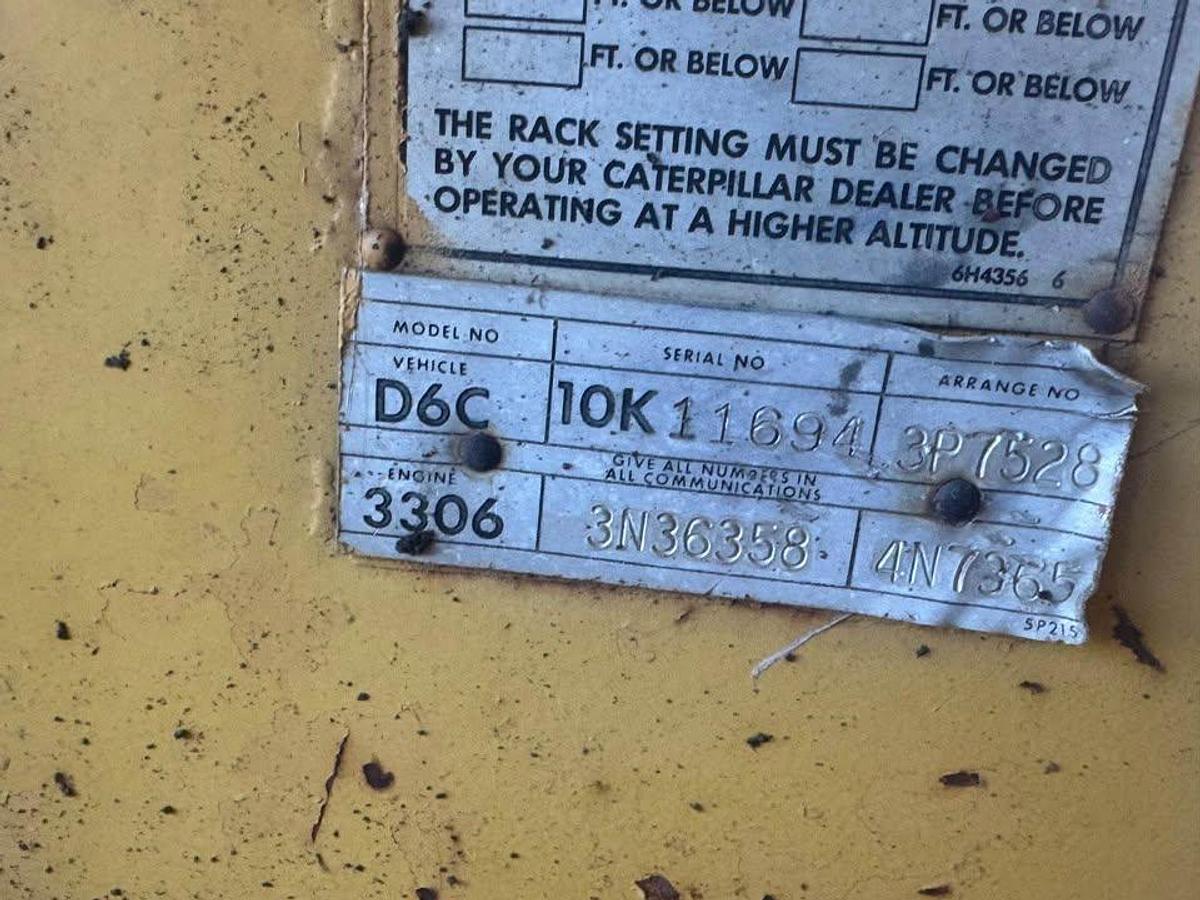 FT. OR BELOW FT. OR BELOW
FT. OR BELOW FT. OR BELOW
THE RACK SETTING MUST BE CHANGED
BY YOUR CATERPILLAR DEALER BEFORE
OPERATING AT A HIGHER ALTITUDE.
6H4356 6
MODEL NO SERIAL NO ARRANGE NO
VEHICLE
D6C 10K 11694 3P7528
GIVE ALL NUMBERS IN
ALL COMMUNICATIONS
ENGINE
3306 3N36358 4N7365
5P215